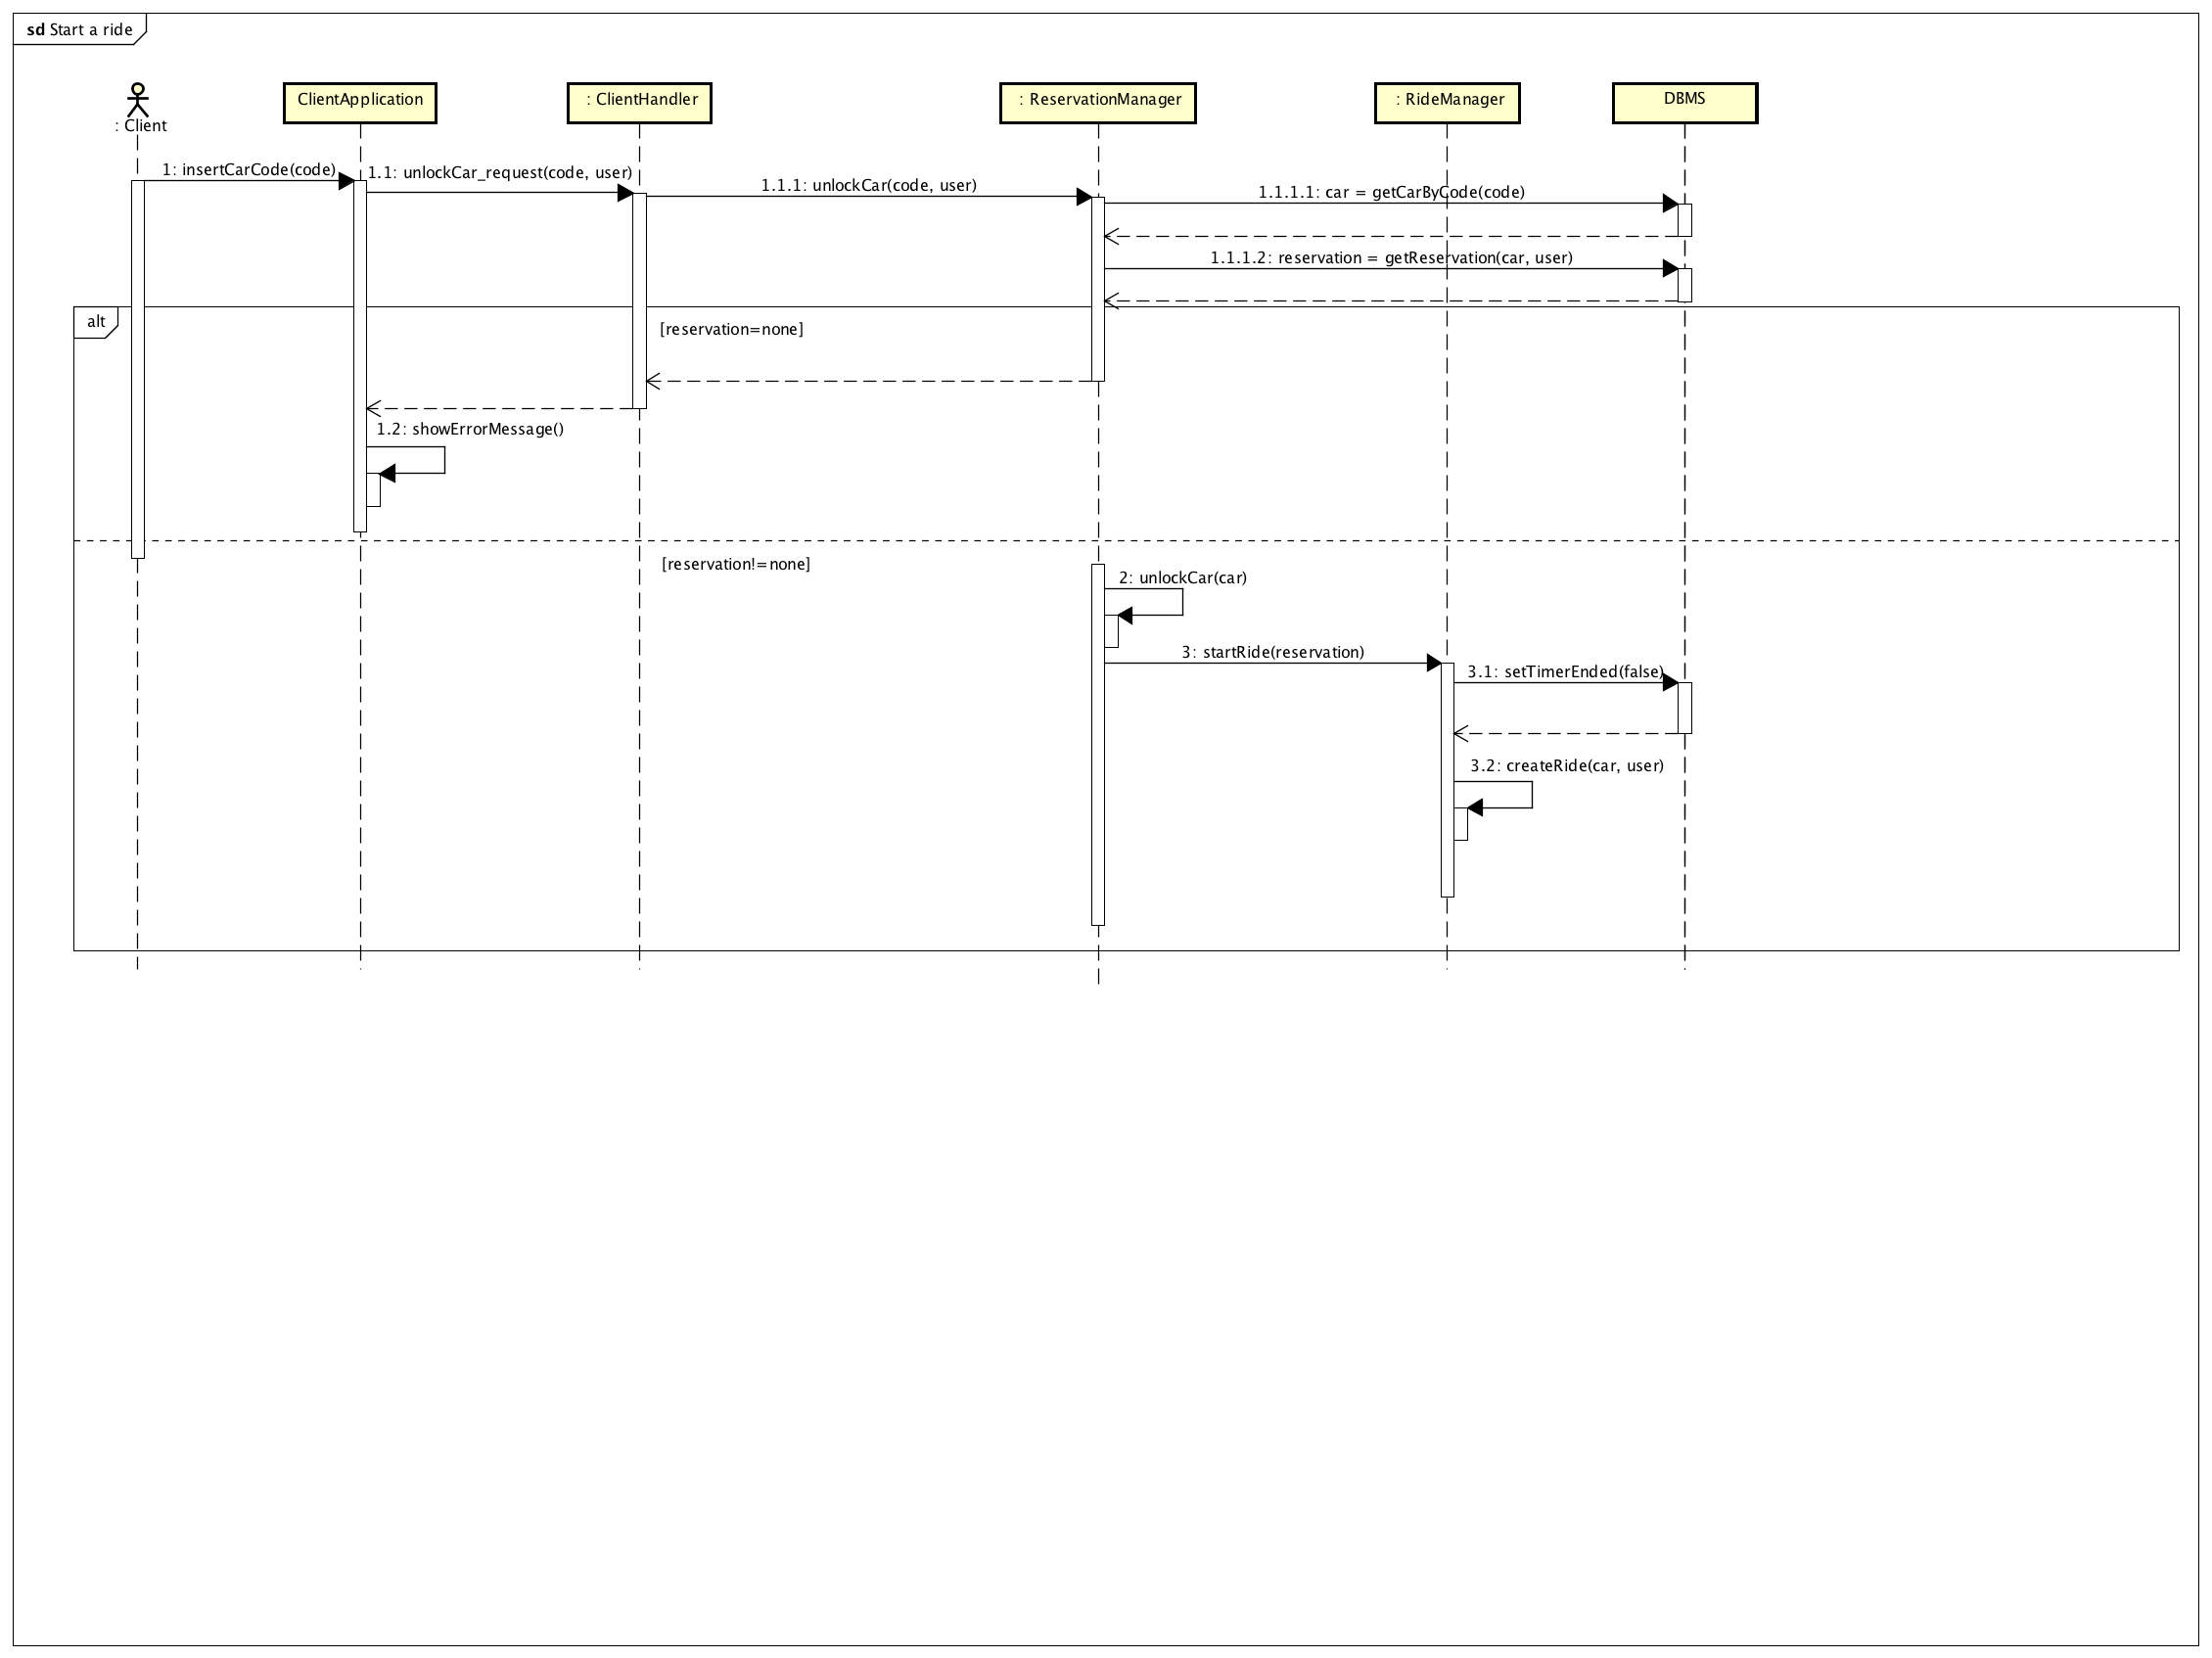 sd Start a ride
: Client
ClientApplication
: ClientHandler
: ReservationManager
: RideManager
DBMS
1: insertCarCode(code)
1.1: unlockCar_request(code, user)
1.1.1: unlockCar(code, user)
1.1.1.1: car = getCarByCode(code)
1.1.1.2: reservation = getReservation(car, user)
alt
[reservation=none]
1.2: showErrorMessage()
[reservation!=none]
2: unlockCar(car)
3: startRide(reservation)
3.1: setTimerEnded(false)
3.2: createRide(car, user)